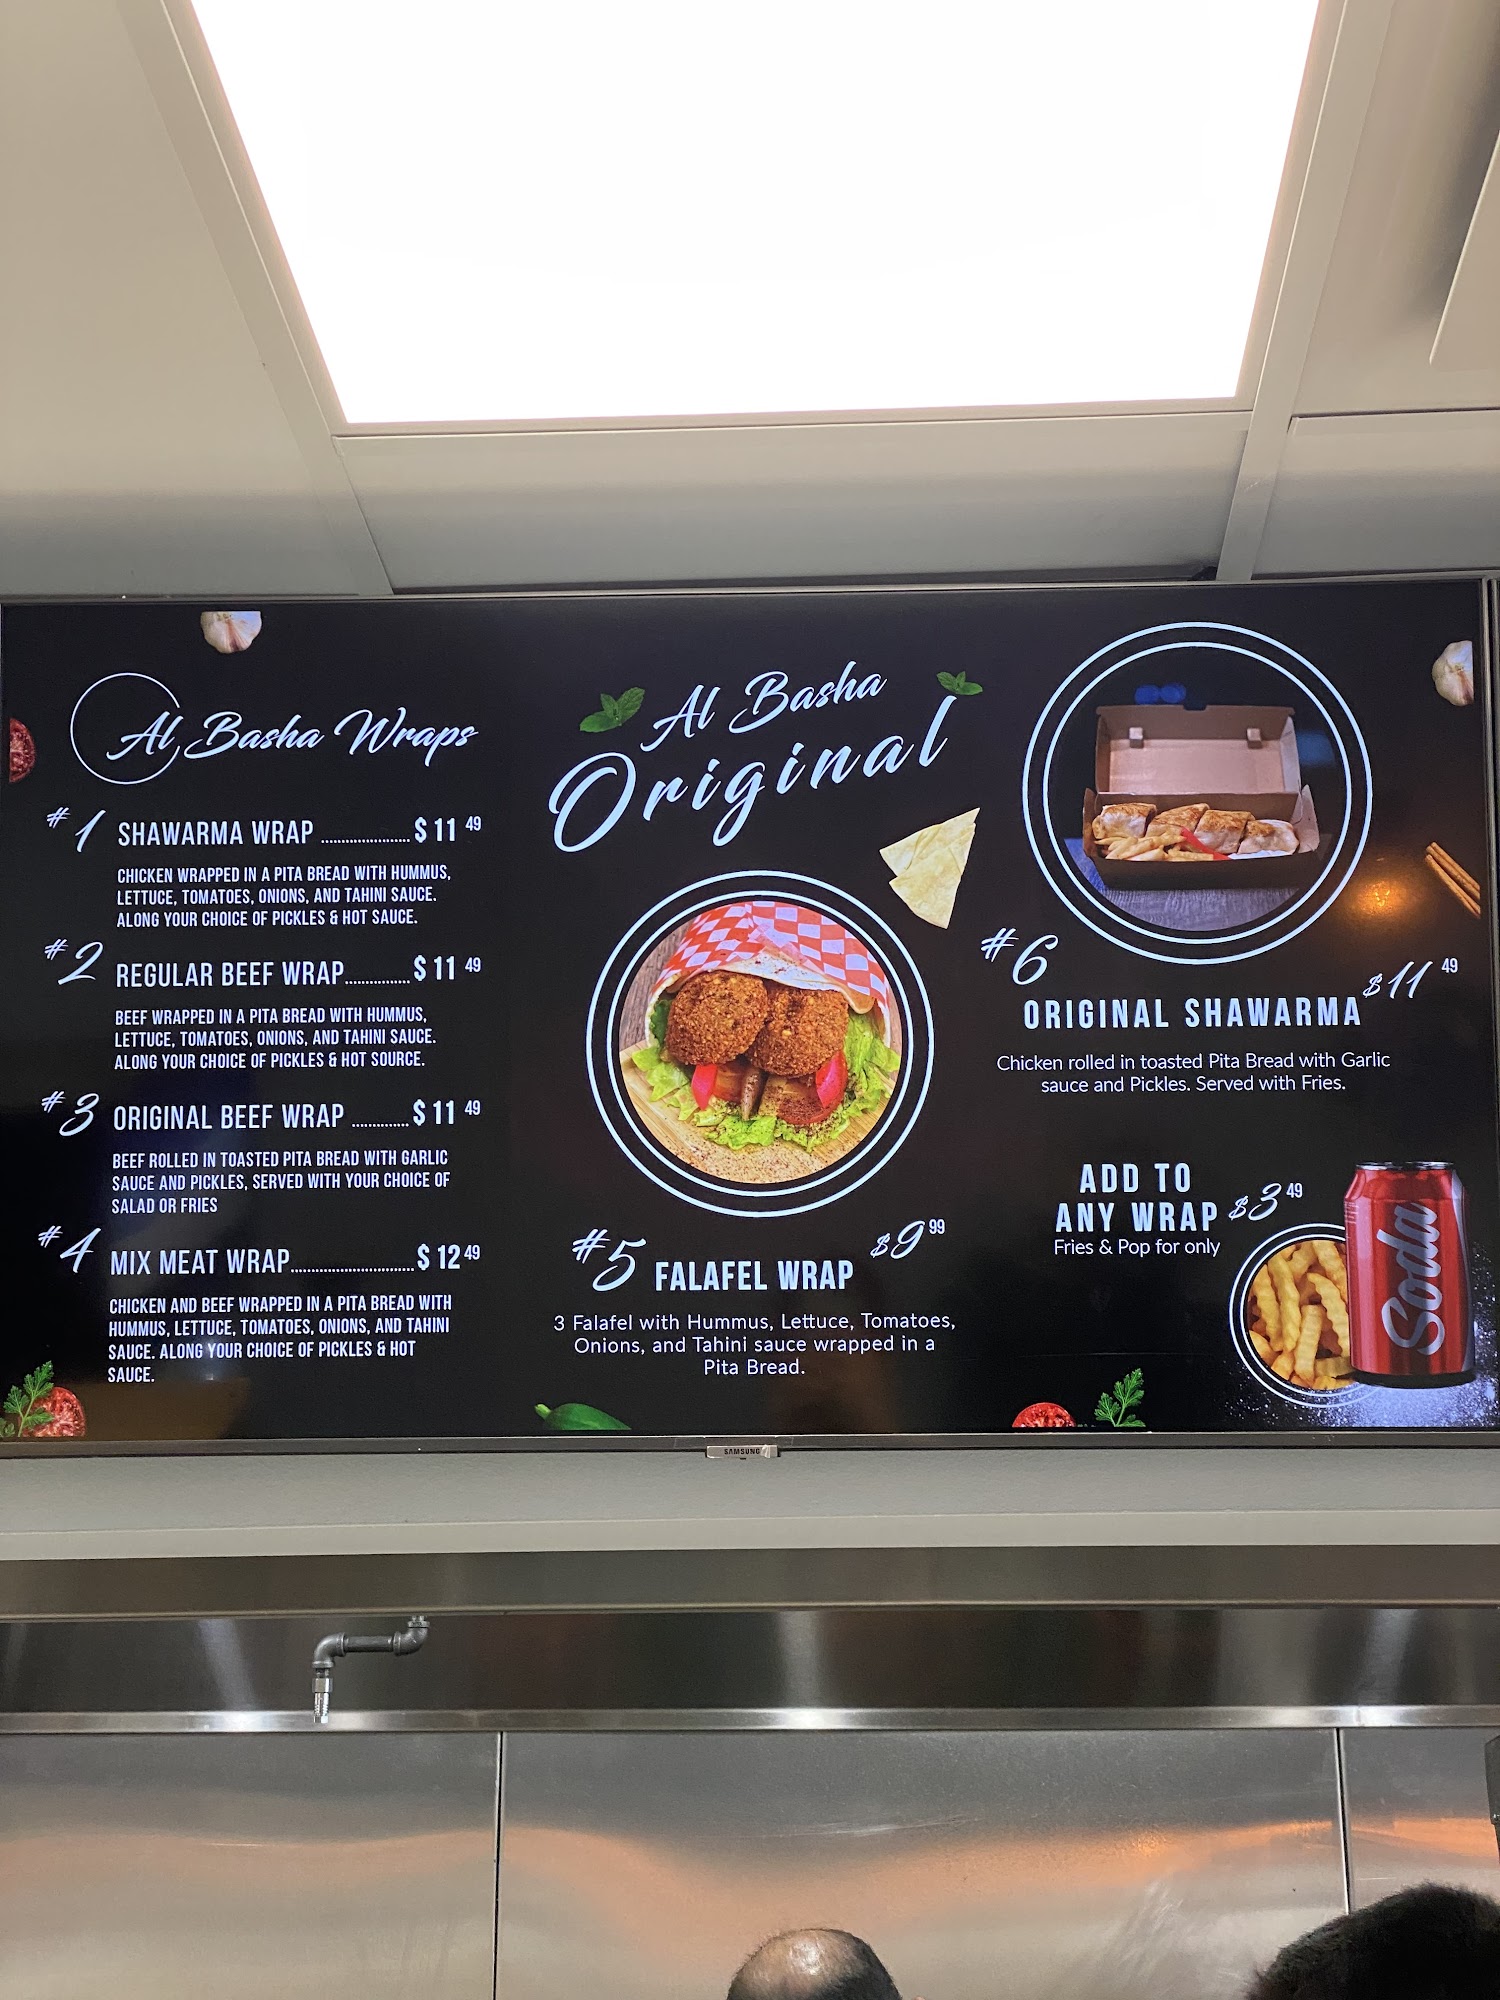 Al Basha Wraps
#1 SHAWARMA WRAP ..................... $11 49
CHICKEN WRAPPED IN A PITA BREAD WITH HUMMUS,
LETTUCE, TOMATOES, ONIONS, AND TAHINI SAUCE.
ALONG YOUR CHOICE OF PICKLES & HOT SAUCE.
#2 REGULAR BEEF WRAP................ $11 49
BEEF WRAPPED IN A PITA BREAD WITH HUMMUS,
LETTUCE, TOMATOES, ONIONS, AND TAHINI SAUCE.
ALONG YOUR CHOICE OF PICKLES & HOT SOURCE.
#3 ORIGINAL BEEF WRAP .............. $11 49
BEEF ROLLED IN TOASTED PITA BREAD WITH GARLIC
SAUCE AND PICKLES, SERVED WITH YOUR CHOICE OF
SALAD OR FRIES
#4 MIX MEAT WRAP.............................. $12 49
CHICKEN AND BEEF WRAPPED IN A PITA BREAD WITH
HUMMUS, LETTUCE, TOMATOES, ONIONS, AND TAHINI
SAUCE. ALONG YOUR CHOICE OF PICKLES & HOT
SAUCE.
Al Basha
Original
#5 FALAFEL WRAP $9 99
3 Falafel with Hummus, Lettuce, Tomatoes,
Onions, and Tahini sauce wrapped in a
Pita Bread.
#6
ORIGINAL SHAWARMA $11 49
Chicken rolled in toasted Pita Bread with Garlic
sauce and Pickles. Served with Fries.
ADD TO
ANY WRAP $3 49
Fries & Pop for only
Soda
SAMSUNG